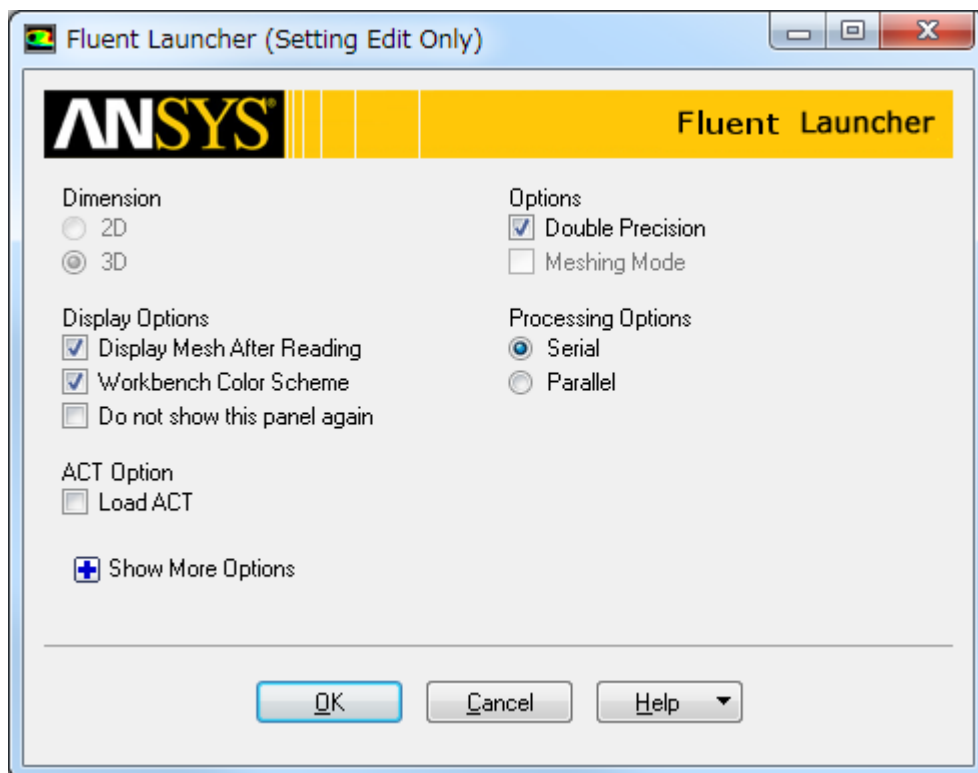 Fluent Launcher (Setting Edit Only)
ANSYS®
Fluent Launcher
Dimension
2D
3D
Options
Double Precision
Meshing Mode
Display Options
Display Mesh After Reading
Workbench Color Scheme
Do not show this panel again
Processing Options
Serial
Parallel
ACT Option
Load ACT
Show More Options
OK
Cancel
Help